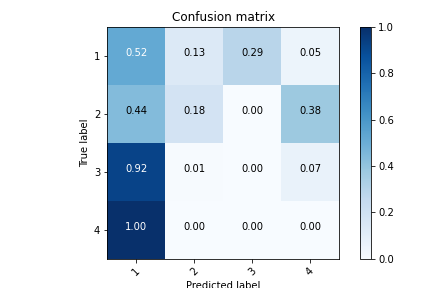 Confusion matrix
1.0
1 0.52 0.13 0.29 0.05
0.8
2 0.44 0.18 0.00 0.38
0.6
True label
0.4
3 0.92 0.01 0.00 0.07
0.2
4 1.00 0.00 0.00 0.00
0.0
1 2 3 4
Predicted label